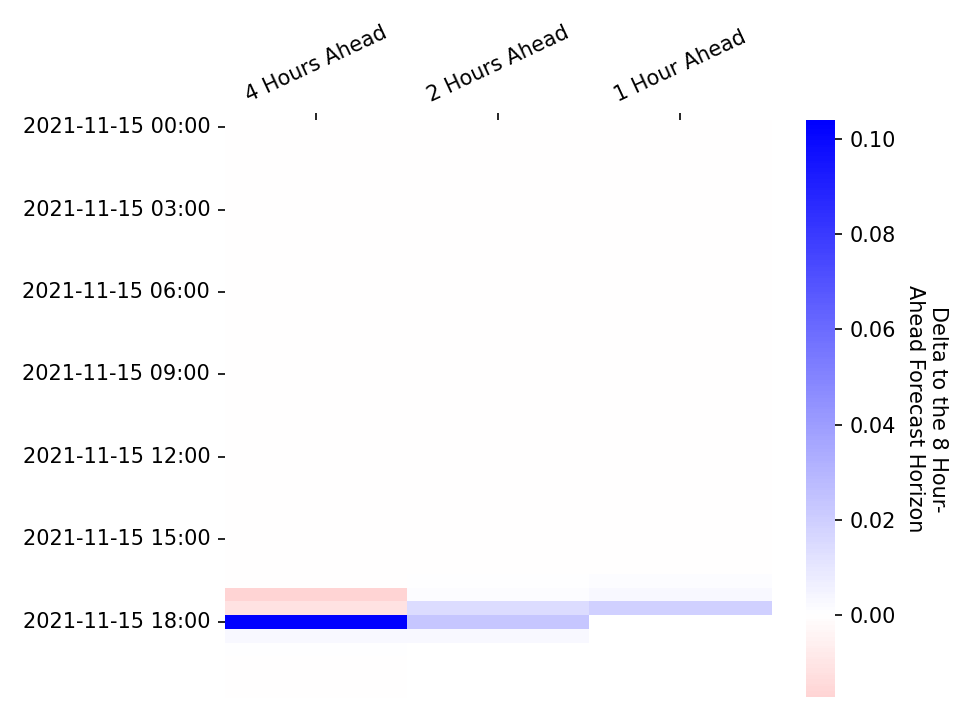 4 Hours Ahead
2 Hours Ahead
1 Hour Ahead
2021-11-15 00:00
2021-11-15 03:00
2021-11-15 06:00
2021-11-15 09:00
2021-11-15 12:00
2021-11-15 15:00
2021-11-15 18:00
0.10
0.08
0.06
0.04
0.02
0.00
Delta to the 8 Hour-
Ahead Forecast Horizon